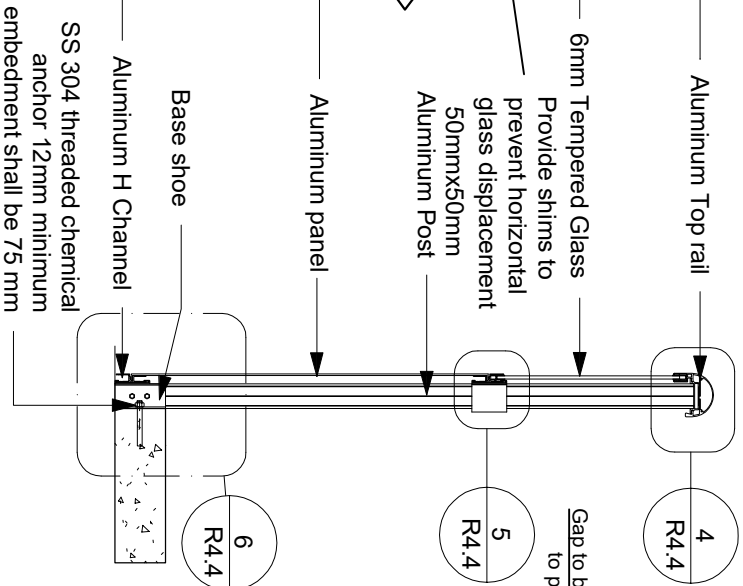 Aluminum Top rail
6mm Tempered Glass
Provide shims to
prevent horizontal
glass displacement
50mmx50mm
Aluminum Post
Aluminum panel
Base shoe
Aluminum H Channel
SS 304 threaded chemical
anchor 12mm minimum
embedment shall be 75 mm
4
R4.4
5
R4.4
6
R4.4
Gap to b
to p